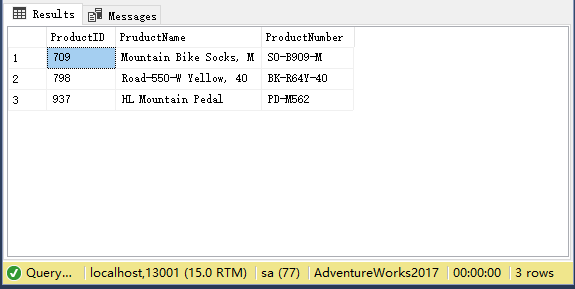 Results Messages
ProductID PruductName ProductNumber
1 709 Mountain Bike Socks, M SO-B909-M
2 798 Road-550-W Yellow, 40 BK-R64Y-40
3 937 HL Mountain Pedal PD-M562
Query... localhost,13001 (15.0 RTM) sa (77) AdventureWorks2017 00:00:00 3 rows